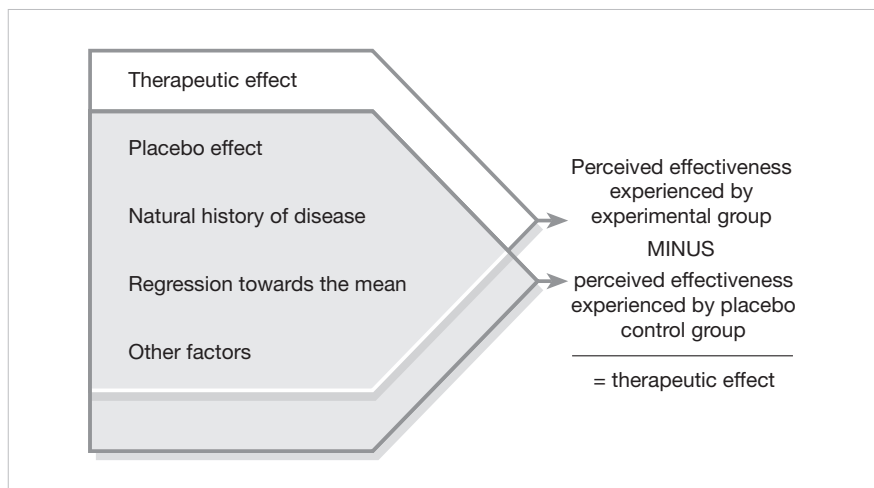 Therapeutic effect
Placebo effect
Natural history of disease
Regression towards the mean
Other factors
Perceived effectiveness
experienced by
experimental group
MINUS
perceived effectiveness
experienced by placebo
control group
= therapeutic effect